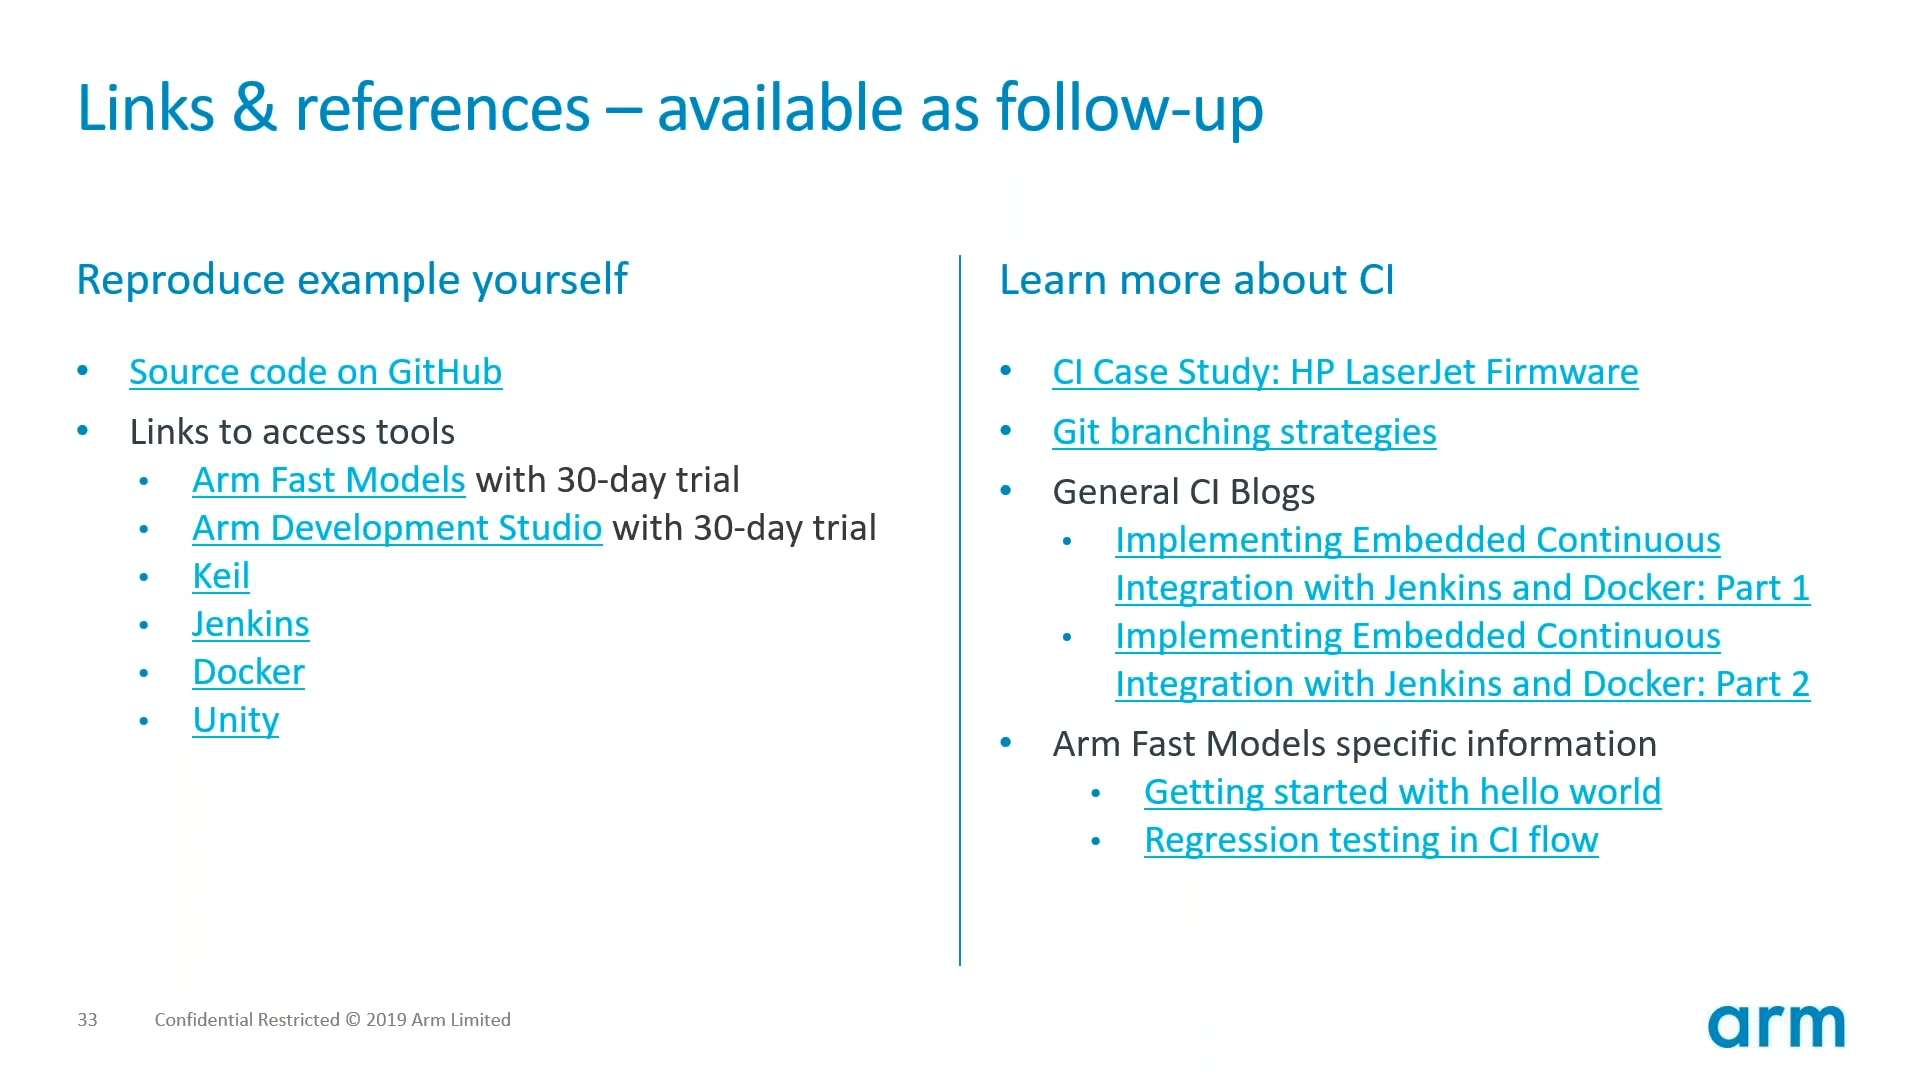 Links & references – available as follow-up
Reproduce example yourself
• Source code on GitHub
• Links to access tools
• Arm Fast Models with 30-day trial
• Arm Development Studio with 30-day trial
• Keil
• Jenkins
• Docker
• Unity
Learn more about CI
• CI Case Study: HP LaserJet Firmware
• Git branching strategies
• General CI Blogs
• Implementing Embedded Continuous
Integration with Jenkins and Docker: Part 1
• Implementing Embedded Continuous
Integration with Jenkins and Docker: Part 2
• Arm Fast Models specific information
• Getting started with hello world
• Regression testing in CI flow
33 Confidential Restricted © 2019 Arm Limited
arm